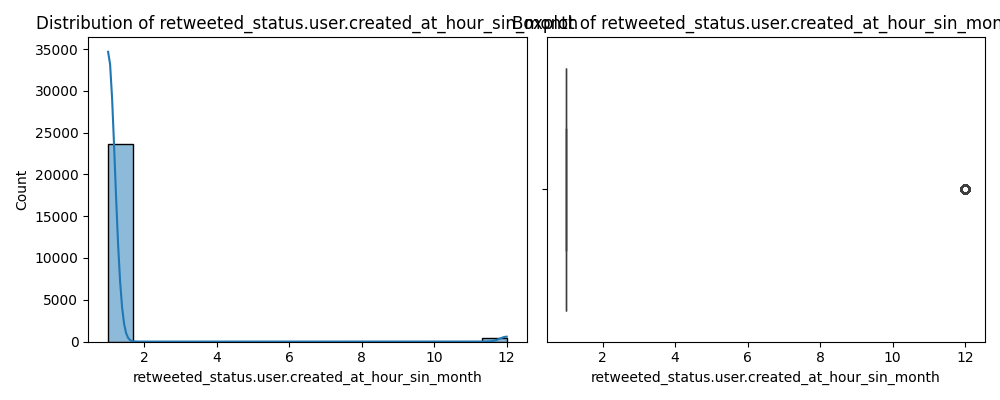 Distribution of retweeted_status.user.created_at_hour_sin_month
Boxplot of retweeted_status.user.created_at_hour_sin_mon
35000
30000
25000
20000
15000
10000
5000
0
Count
2 4 6 8 10 12
retweeted_status.user.created_at_hour_sin_month
2 4 6 8 10 12
retweeted_status.user.created_at_hour_sin_month